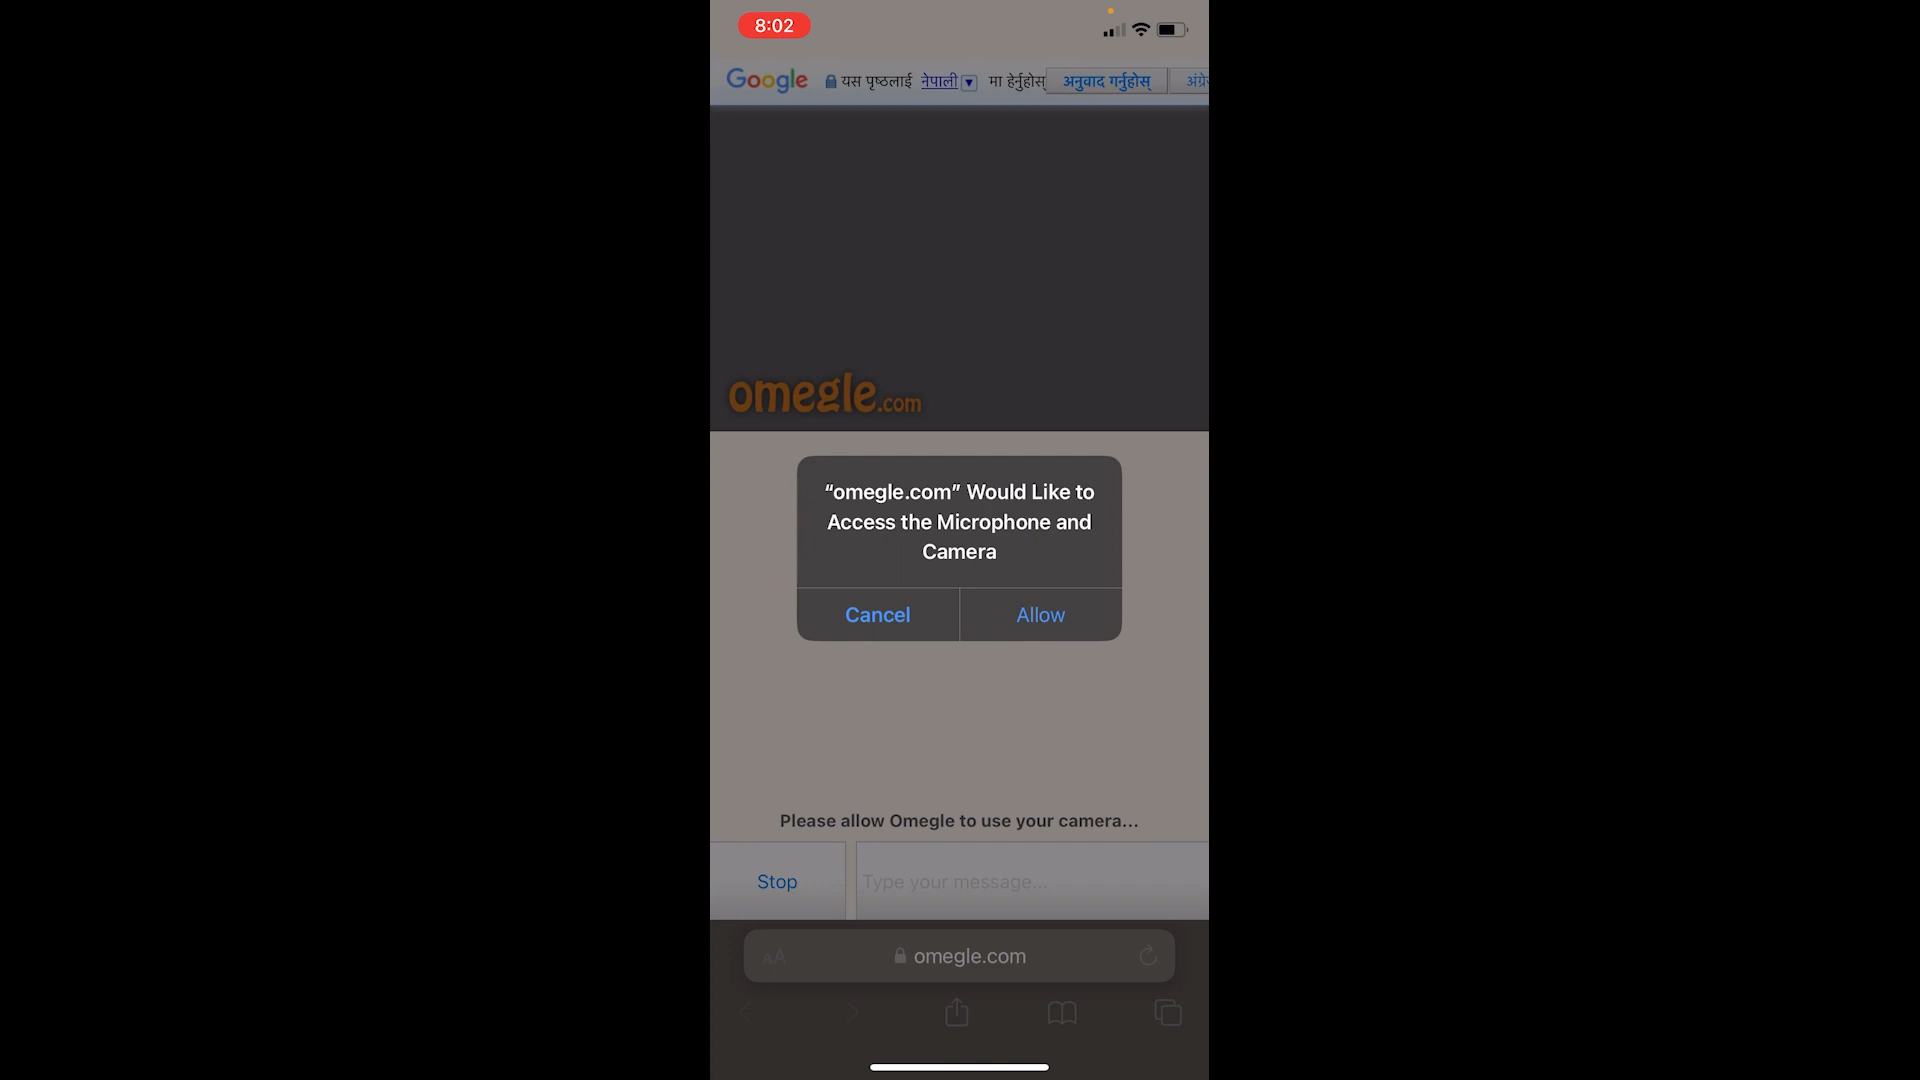 8:02
Google यस पृष्ठलाई नेपाली मा हेर्नुहोस् अनुवाद गर्नुहोस्
omegle.com
“omegle.com” Would Like to
Access the Microphone and
Camera
Cancel Allow
Please allow Omegle to use your camera...
Stop Type your message...
AA omegle.com